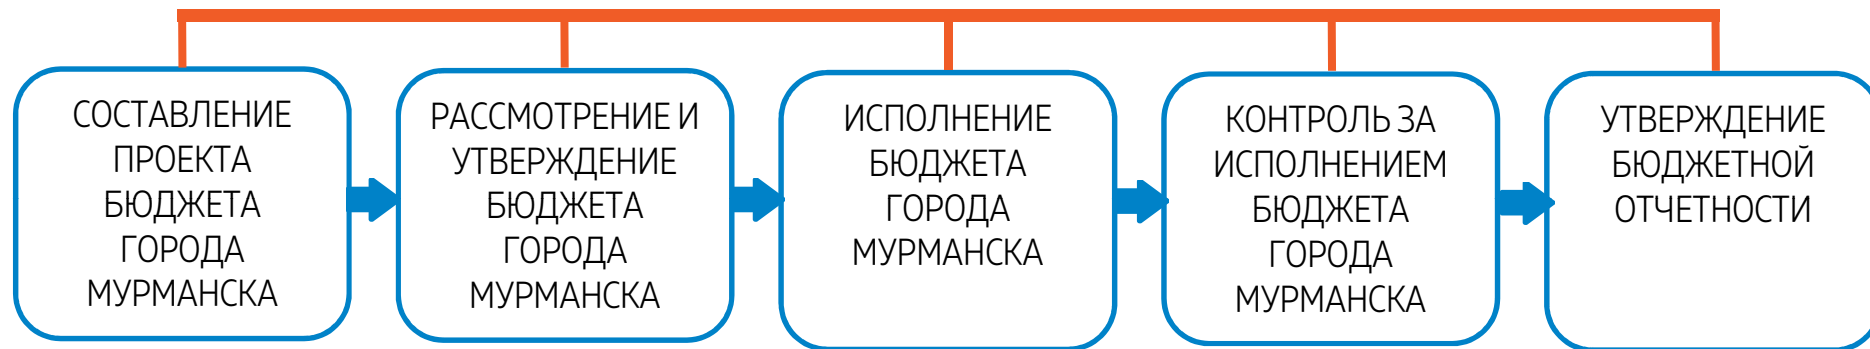 СОСТАВЛЕНИЕ
ПРОЕКТА
БЮДЖЕТА
ГОРОДА
МУРМАНСКА
РАССМОТРЕНИЕ И
УТВЕРЖДЕНИЕ
БЮДЖЕТА
ГОРОДА
МУРМАНСКА
ИСПОЛНЕНИЕ
БЮДЖЕТА
ГОРОДА
МУРМАНСКА
КОНТРОЛЬ ЗА
ИСПОЛНЕНИЕМ
БЮДЖЕТА
ГОРОДА
МУРМАНСКА
УТВЕРЖДЕНИЕ
БЮДЖЕТНОЙ
ОТЧЕТНОСТИ